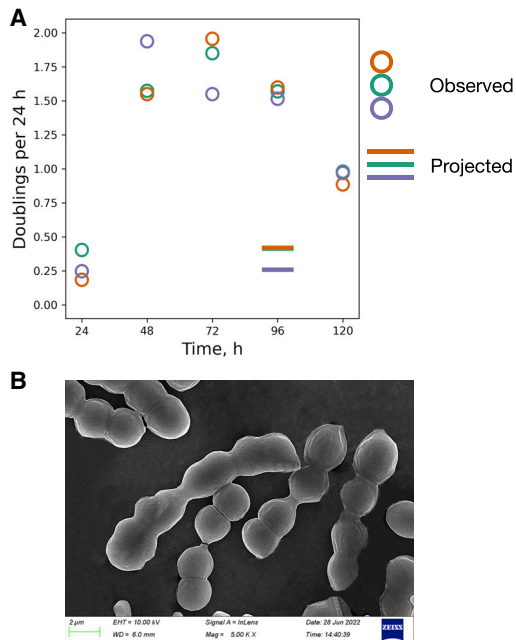 A
Doublings per 24 h
2.00
1.75
1.50
1.25
1.00
0.75
0.50
0.25
0.00
24 48 72 96 120
Time, h
Observed
Projected
B
2 µm EHT = 10.00 kV Signal A = InLens Date: 28 Jun 2022 ZEISS
WD = 6.0 mm Mag = 5.00 K X Time: 14:40:39